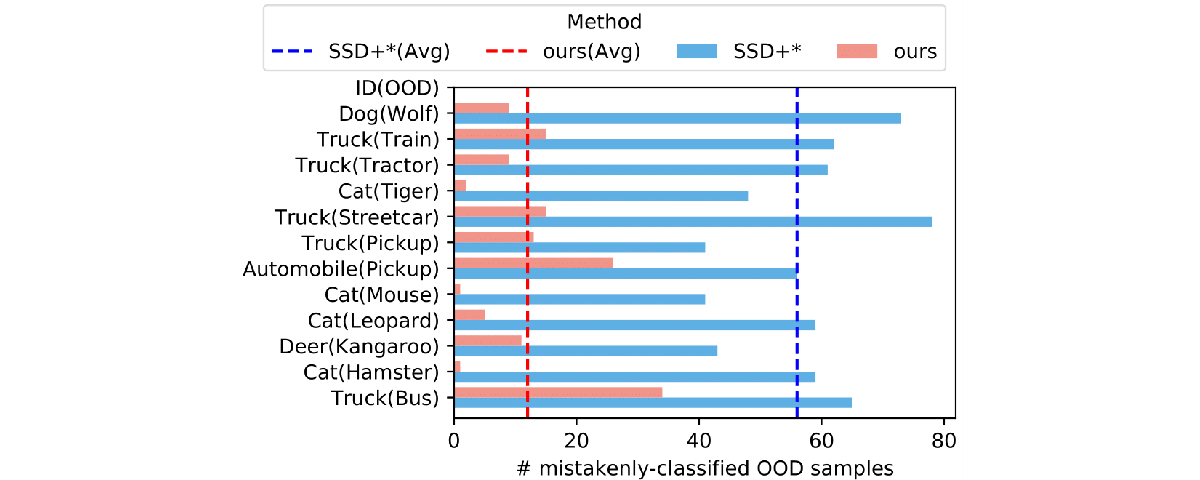 Method
SSD+*(Avg) ours(Avg) SSD+* ours
ID(OOD)
Dog(Wolf)
Truck(Train)
Truck(Tractor)
Cat(Tiger)
Truck(Streetcar)
Truck(Pickup)
Automobile(Pickup)
Cat(Mouse)
Cat(Leopard)
Deer(Kangaroo)
Cat(Hamster)
Truck(Bus)
0 20 40 60 80
# mistakenly-classified OOD samples